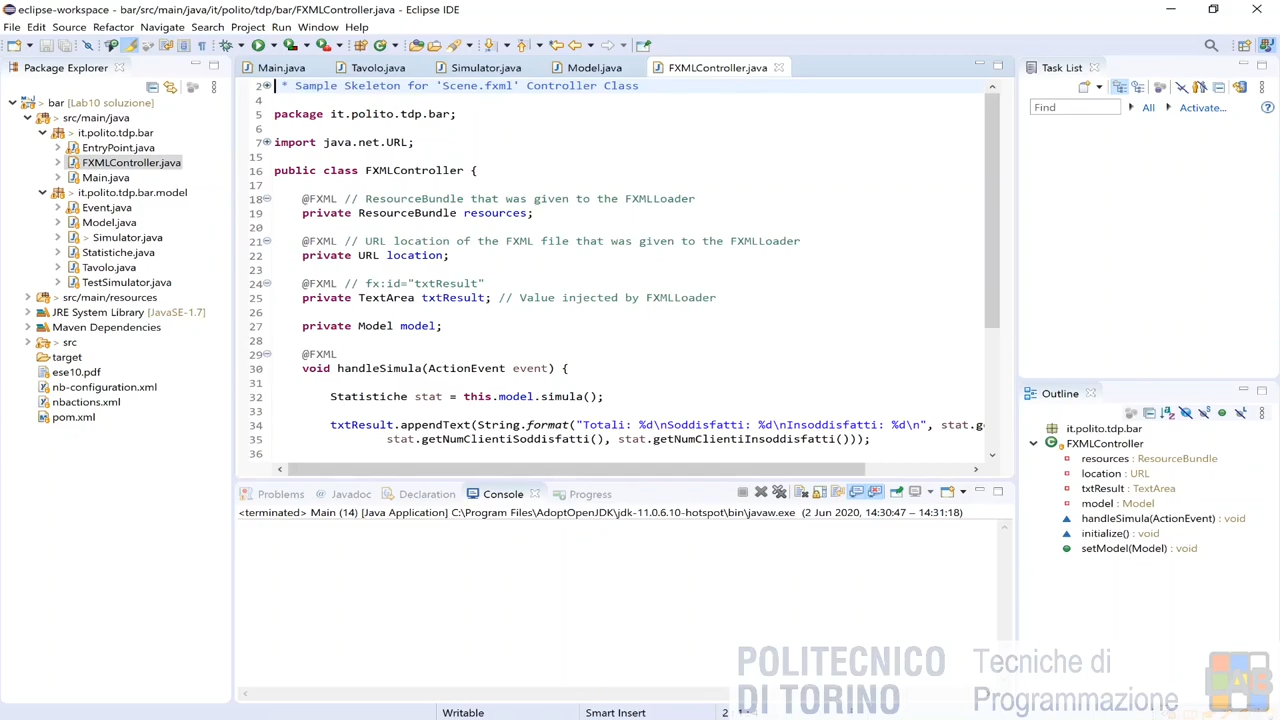 eclipse-workspace - bar/src/main/java/it/polito/tdp/bar/FXMLController.java - Eclipse IDE
File Edit Source Refactor Navigate Search Project Run Window Help
Package Explorer
bar [Lab10 soluzione]
src/main/java
it.polito.tdp.bar
EntryPoint.java
FXMLController.java
Main.java
it.polito.tdp.bar.model
Event.java
Model.java
Simulator.java
Statistiche.java
Tavolo.java
TestSimulator.java
src/main/resources
JRE System Library [JavaSE-1.7]
Maven Dependencies
src
target
ese10.pdf
nb-configuration.xml
nbactions.xml
pom.xml
Main.java Tavolo.java Simulator.java Model.java FXMLController.java
2 * Sample Skeleton for 'Scene.fxml' Controller Class
4
5 package it.polito.tdp.bar;
6
7 import java.net.URL;
15
16 public class FXMLController {
17
18 @FXML // ResourceBundle that was given to the FXMLLoader
19 private ResourceBundle resources;
20
21 @FXML // URL location of the FXML file that was given to the FXMLLoader
22 private URL location;
23
24 @FXML // fx:id="txtResult"
25 private TextArea txtResult; // Value injected by FXMLLoader
26
27 private Model model;
28
29 @FXML
30 void handleSimula(ActionEvent event) {
31
32 Statistiche stat = this.model.simula();
33
34 txtResult.appendText(String.format("Totali: %d\nSoddisfatti: %d\nInsoddisfatti: %d\n", stat.ge
35 stat.getNumClientiSoddisfatti(), stat.getNumClientiInsoddisfatti()));
36
Problems Javadoc Declaration Console Progress
<terminated> Main (14) [Java Application] C:\Program Files\AdoptOpenJDK\jdk-11.0.6.10-hotspot\bin\javaw.exe (2 Jun 2020, 14:30:47 – 14:31:18)
Task List
Find All Activate...
Outline
it.polito.tdp.bar
FXMLController
resources : ResourceBundle
location : URL
txtResult : TextArea
model : Model
handleSimula(ActionEvent) : void
initialize() : void
setModel(Model) : void
POLITECNICO
DI TORINO
Tecniche di
Programmazione
Writable Smart Insert 2